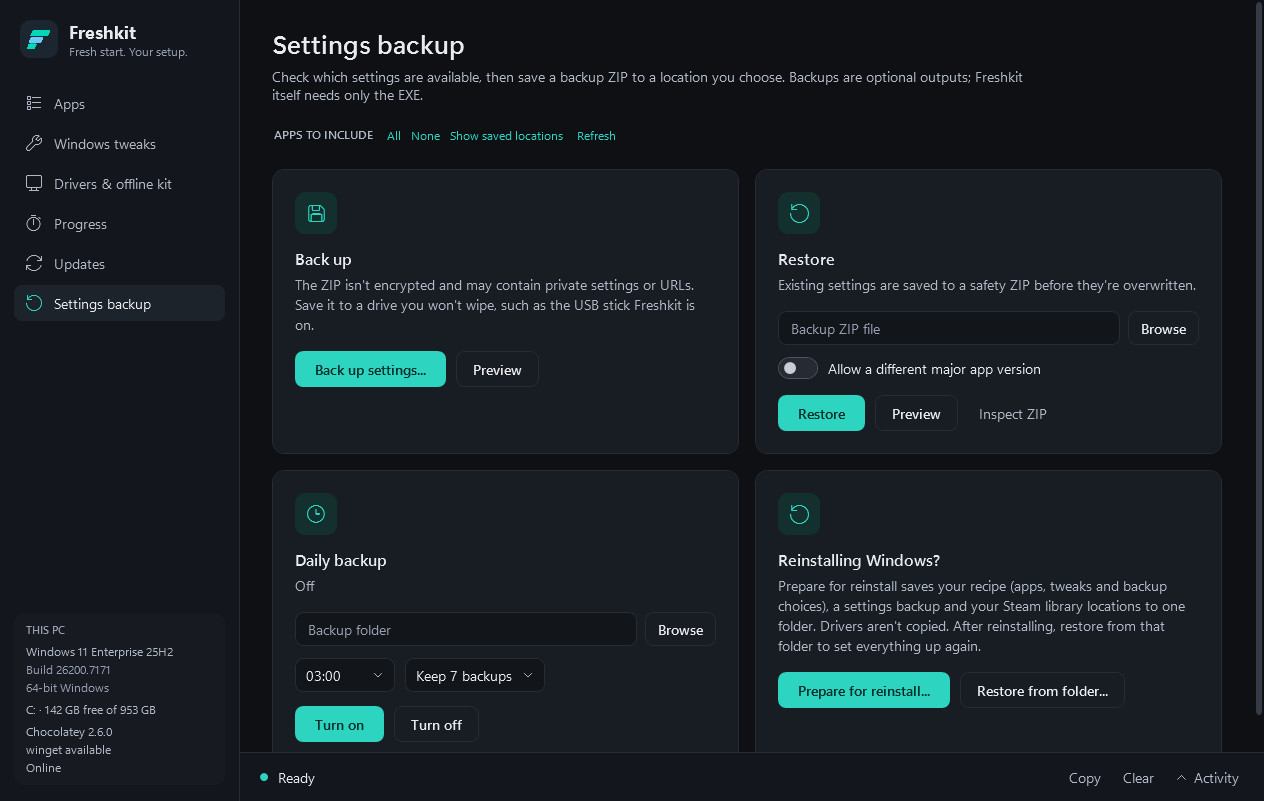 Freshkit
Fresh start. Your setup.
Apps
Windows tweaks
Drivers & offline kit
Progress
Updates
Settings backup
THIS PC
Windows 11 Enterprise 25H2
Build 26200.7171
64-bit Windows
C: · 142 GB free of 953 GB
Chocolatey 2.6.0
winget available
Online
Settings backup
Check which settings are available, then save a backup ZIP to a location you choose. Backups are optional outputs; Freshkit
itself needs only the EXE.
APPS TO INCLUDE All None Show saved locations Refresh
Back up
The ZIP isn't encrypted and may contain private settings or URLs.
Save it to a drive you won't wipe, such as the USB stick Freshkit is
on.
Back up settings... Preview
Restore
Existing settings are saved to a safety ZIP before they're overwritten.
Backup ZIP file Browse
Allow a different major app version
Restore Preview Inspect ZIP
Daily backup
Off
Backup folder Browse
03:00 Keep 7 backups
Turn on Turn off
Reinstalling Windows?
Prepare for reinstall saves your recipe (apps, tweaks and backup
choices), a settings backup and your Steam library locations to one
folder. Drivers aren't copied. After reinstalling, restore from that
folder to set everything up again.
Prepare for reinstall... Restore from folder...
Ready Copy Clear Activity